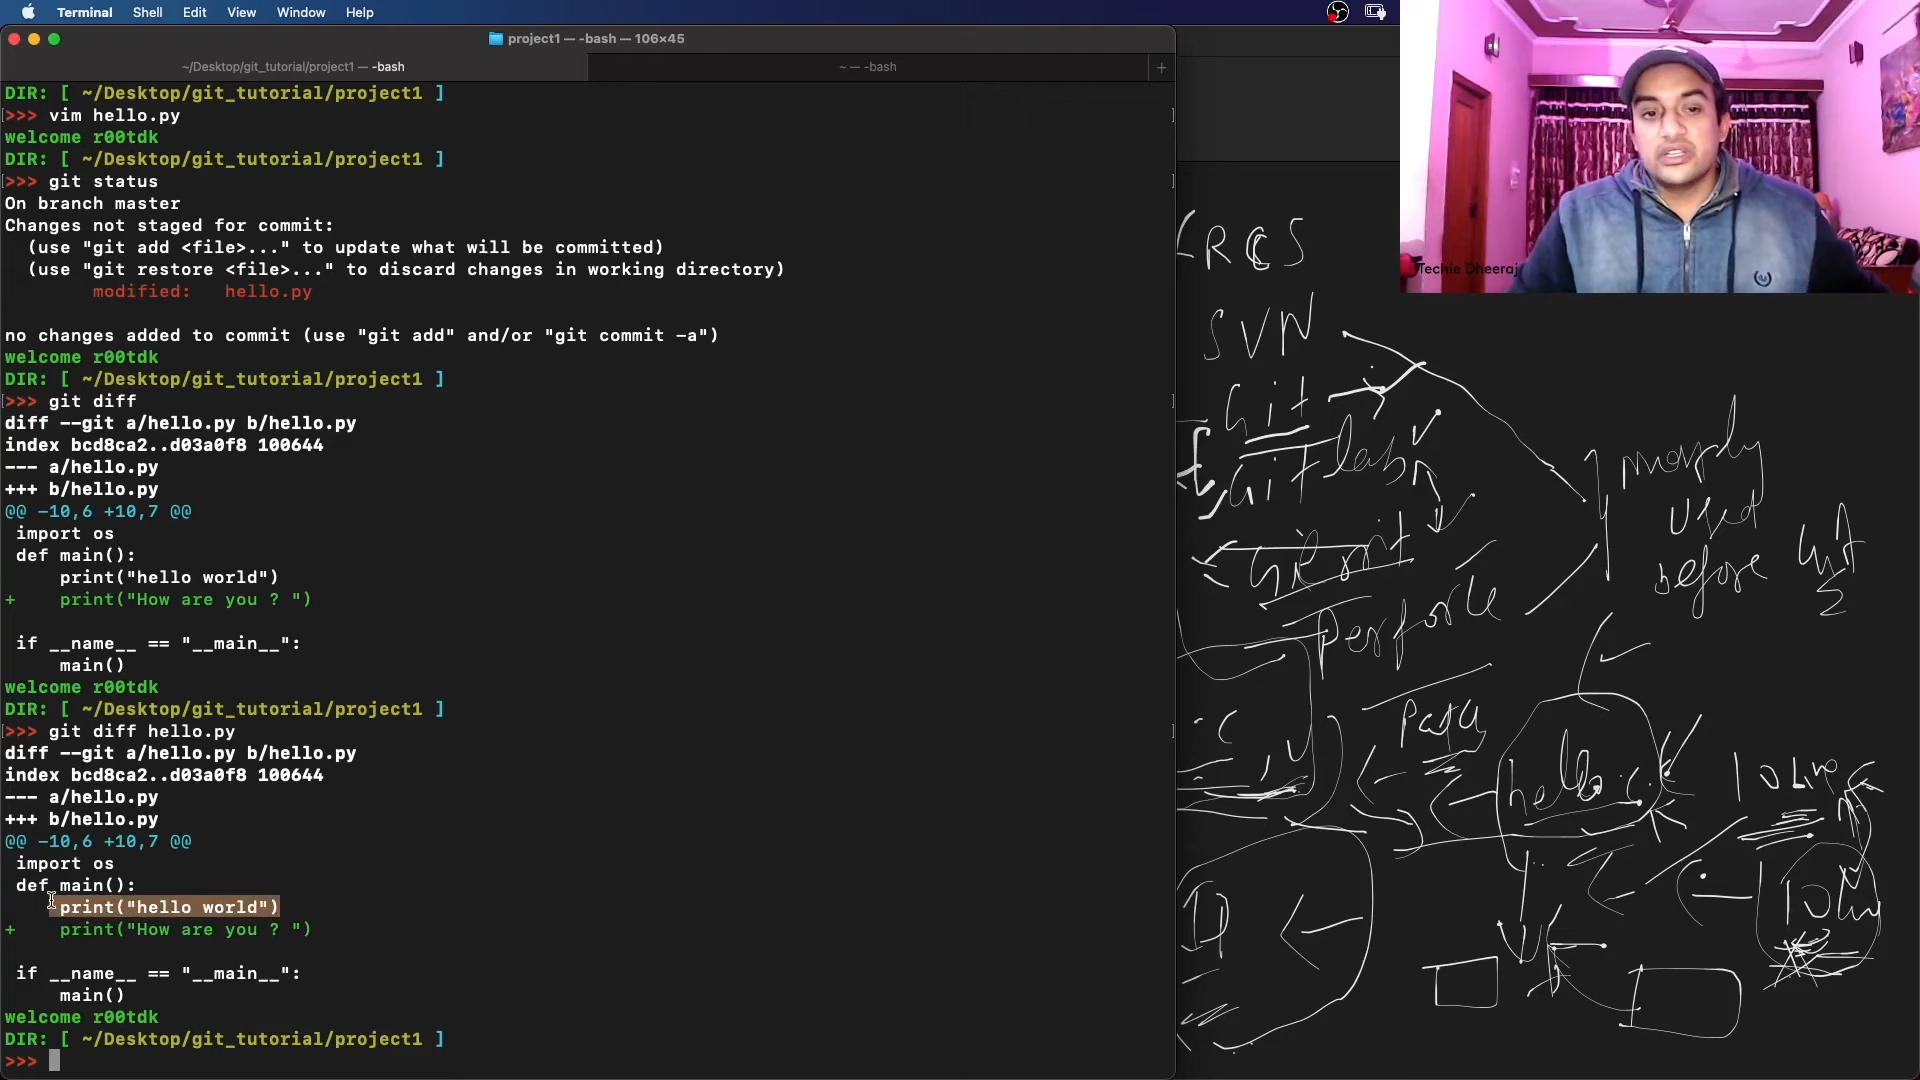 Terminal Shell Edit View Window Help
project1 — -bash — 106×45
~/Desktop/git_tutorial/project1 — -bash
~ — -bash
+
DIR: [ ~/Desktop/git_tutorial/project1 ]
>>> vim hello.py
welcome r00tdk
DIR: [ ~/Desktop/git_tutorial/project1 ]
>>> git status
On branch master
Changes not staged for commit:
(use "git add <file>..." to update what will be committed)
(use "git restore <file>..." to discard changes in working directory)
modified: hello.py
no changes added to commit (use "git add" and/or "git commit -a")
welcome r00tdk
DIR: [ ~/Desktop/git_tutorial/project1 ]
>>> git diff
diff --git a/hello.py b/hello.py
index bcd8ca2..d03a0f8 100644
--- a/hello.py
+++ b/hello.py
@@ -10,6 +10,7 @@
import os
def main():
print("hello world")
+ print("How are you ? ")
if __name__ == "__main__":
main()
welcome r00tdk
DIR: [ ~/Desktop/git_tutorial/project1 ]
>>> git diff hello.py
diff --git a/hello.py b/hello.py
index bcd8ca2..d03a0f8 100644
--- a/hello.py
+++ b/hello.py
@@ -10,6 +10,7 @@
import os
def main():
print("hello world")
+ print("How are you ? ")
if __name__ == "__main__":
main()
welcome r00tdk
DIR: [ ~/Desktop/git_tutorial/project1 ]
>>>
Techie Dheeraj
RCS
SVN
Git
Gitlab
Perforce
used
before Git
hello.c